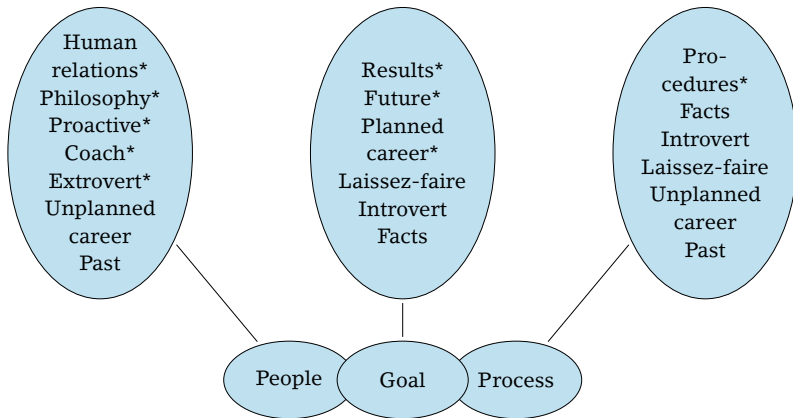 Human
relations*
Philosophy*
Proactive*
Coach*
Extrovert*
Unplanned
career
Past
Results*
Future*
Planned
career*
Laissez-faire
Introvert
Facts
Pro-
cedures*
Facts
Introvert
Laissez-faire
Unplanned
career
Past
People
Goal
Process